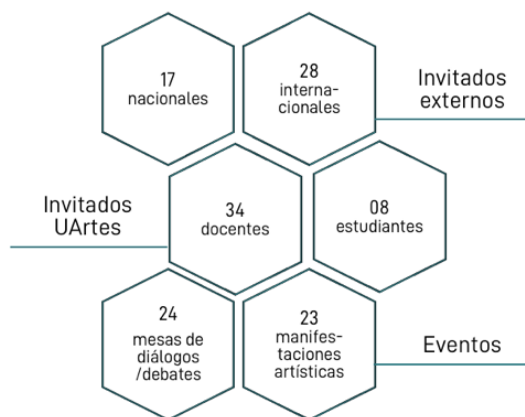 17
nacionales
28
interna-
cionales
Invitados
externos
Invitados
UArtes
34
docentes
08
estudiantes
24
mesas de
diálogos
/debates
23
manifes-
taciones
artísticas
Eventos